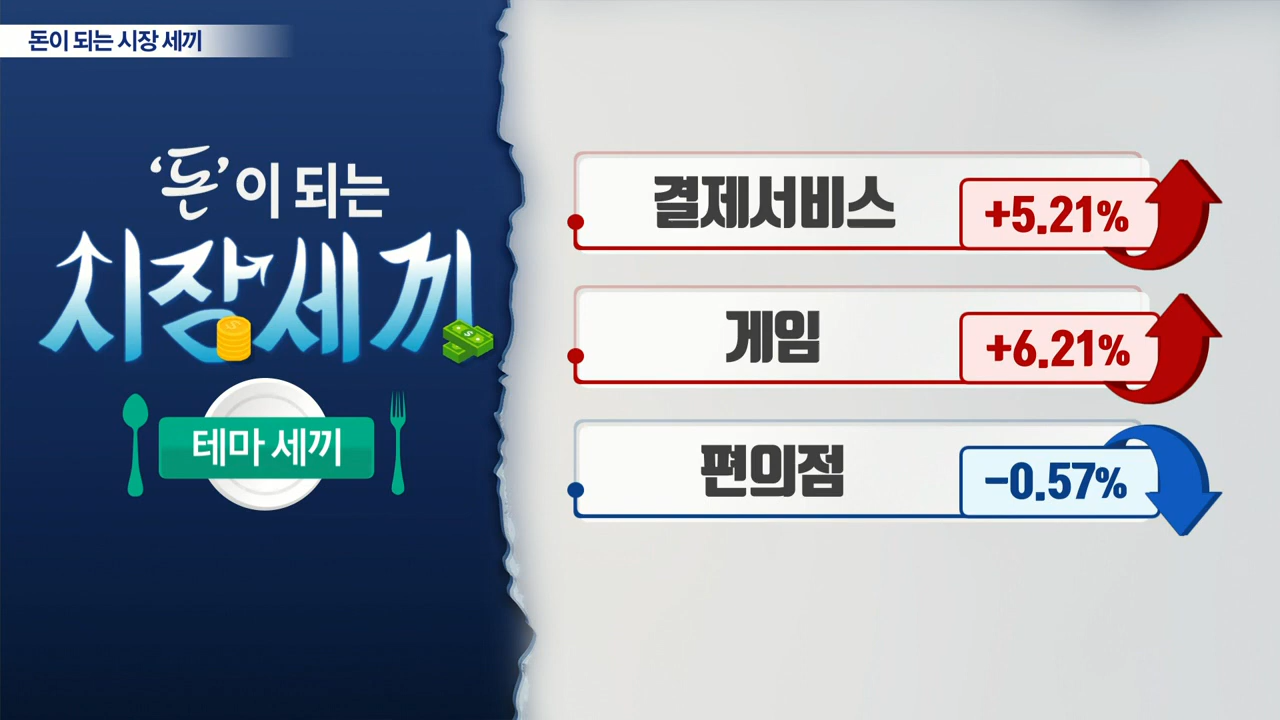 돈이 되는 시장 세끼
‘돈’이 되는
시장세끼
테마 세끼
결제서비스 +5.21%
게임 +6.21%
편의점 -0.57%